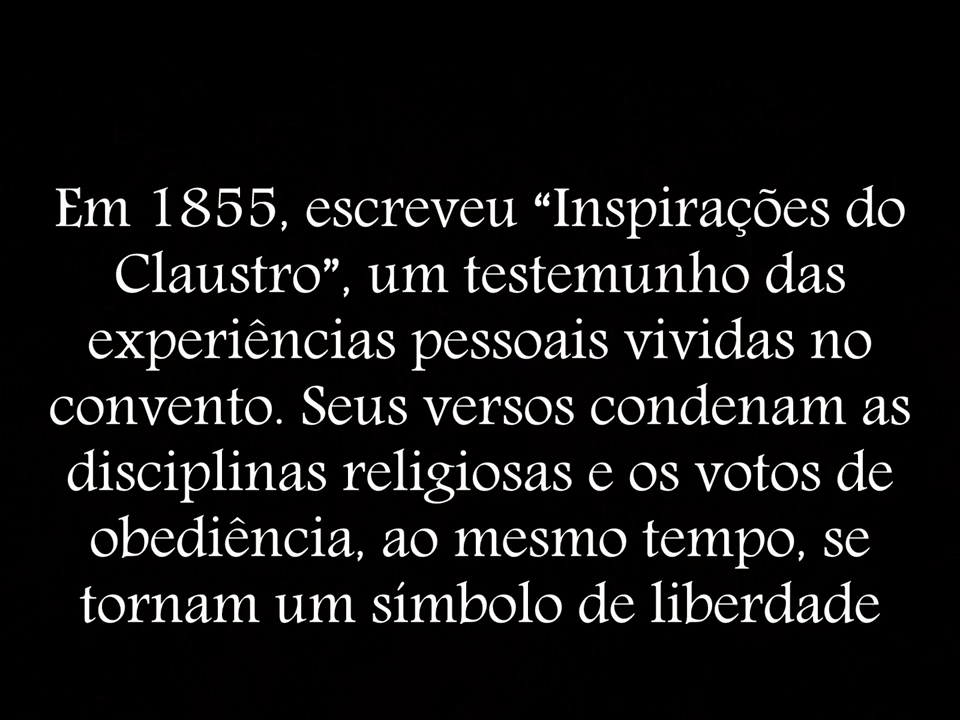 Em 1855, escreveu “Inspirações do
Claustro”, um testemunho das
experiências pessoais vividas no
convento. Seus versos condenam as
disciplinas religiosas e os votos de
obediência, ao mesmo tempo, se
tornam um símbolo de liberdade